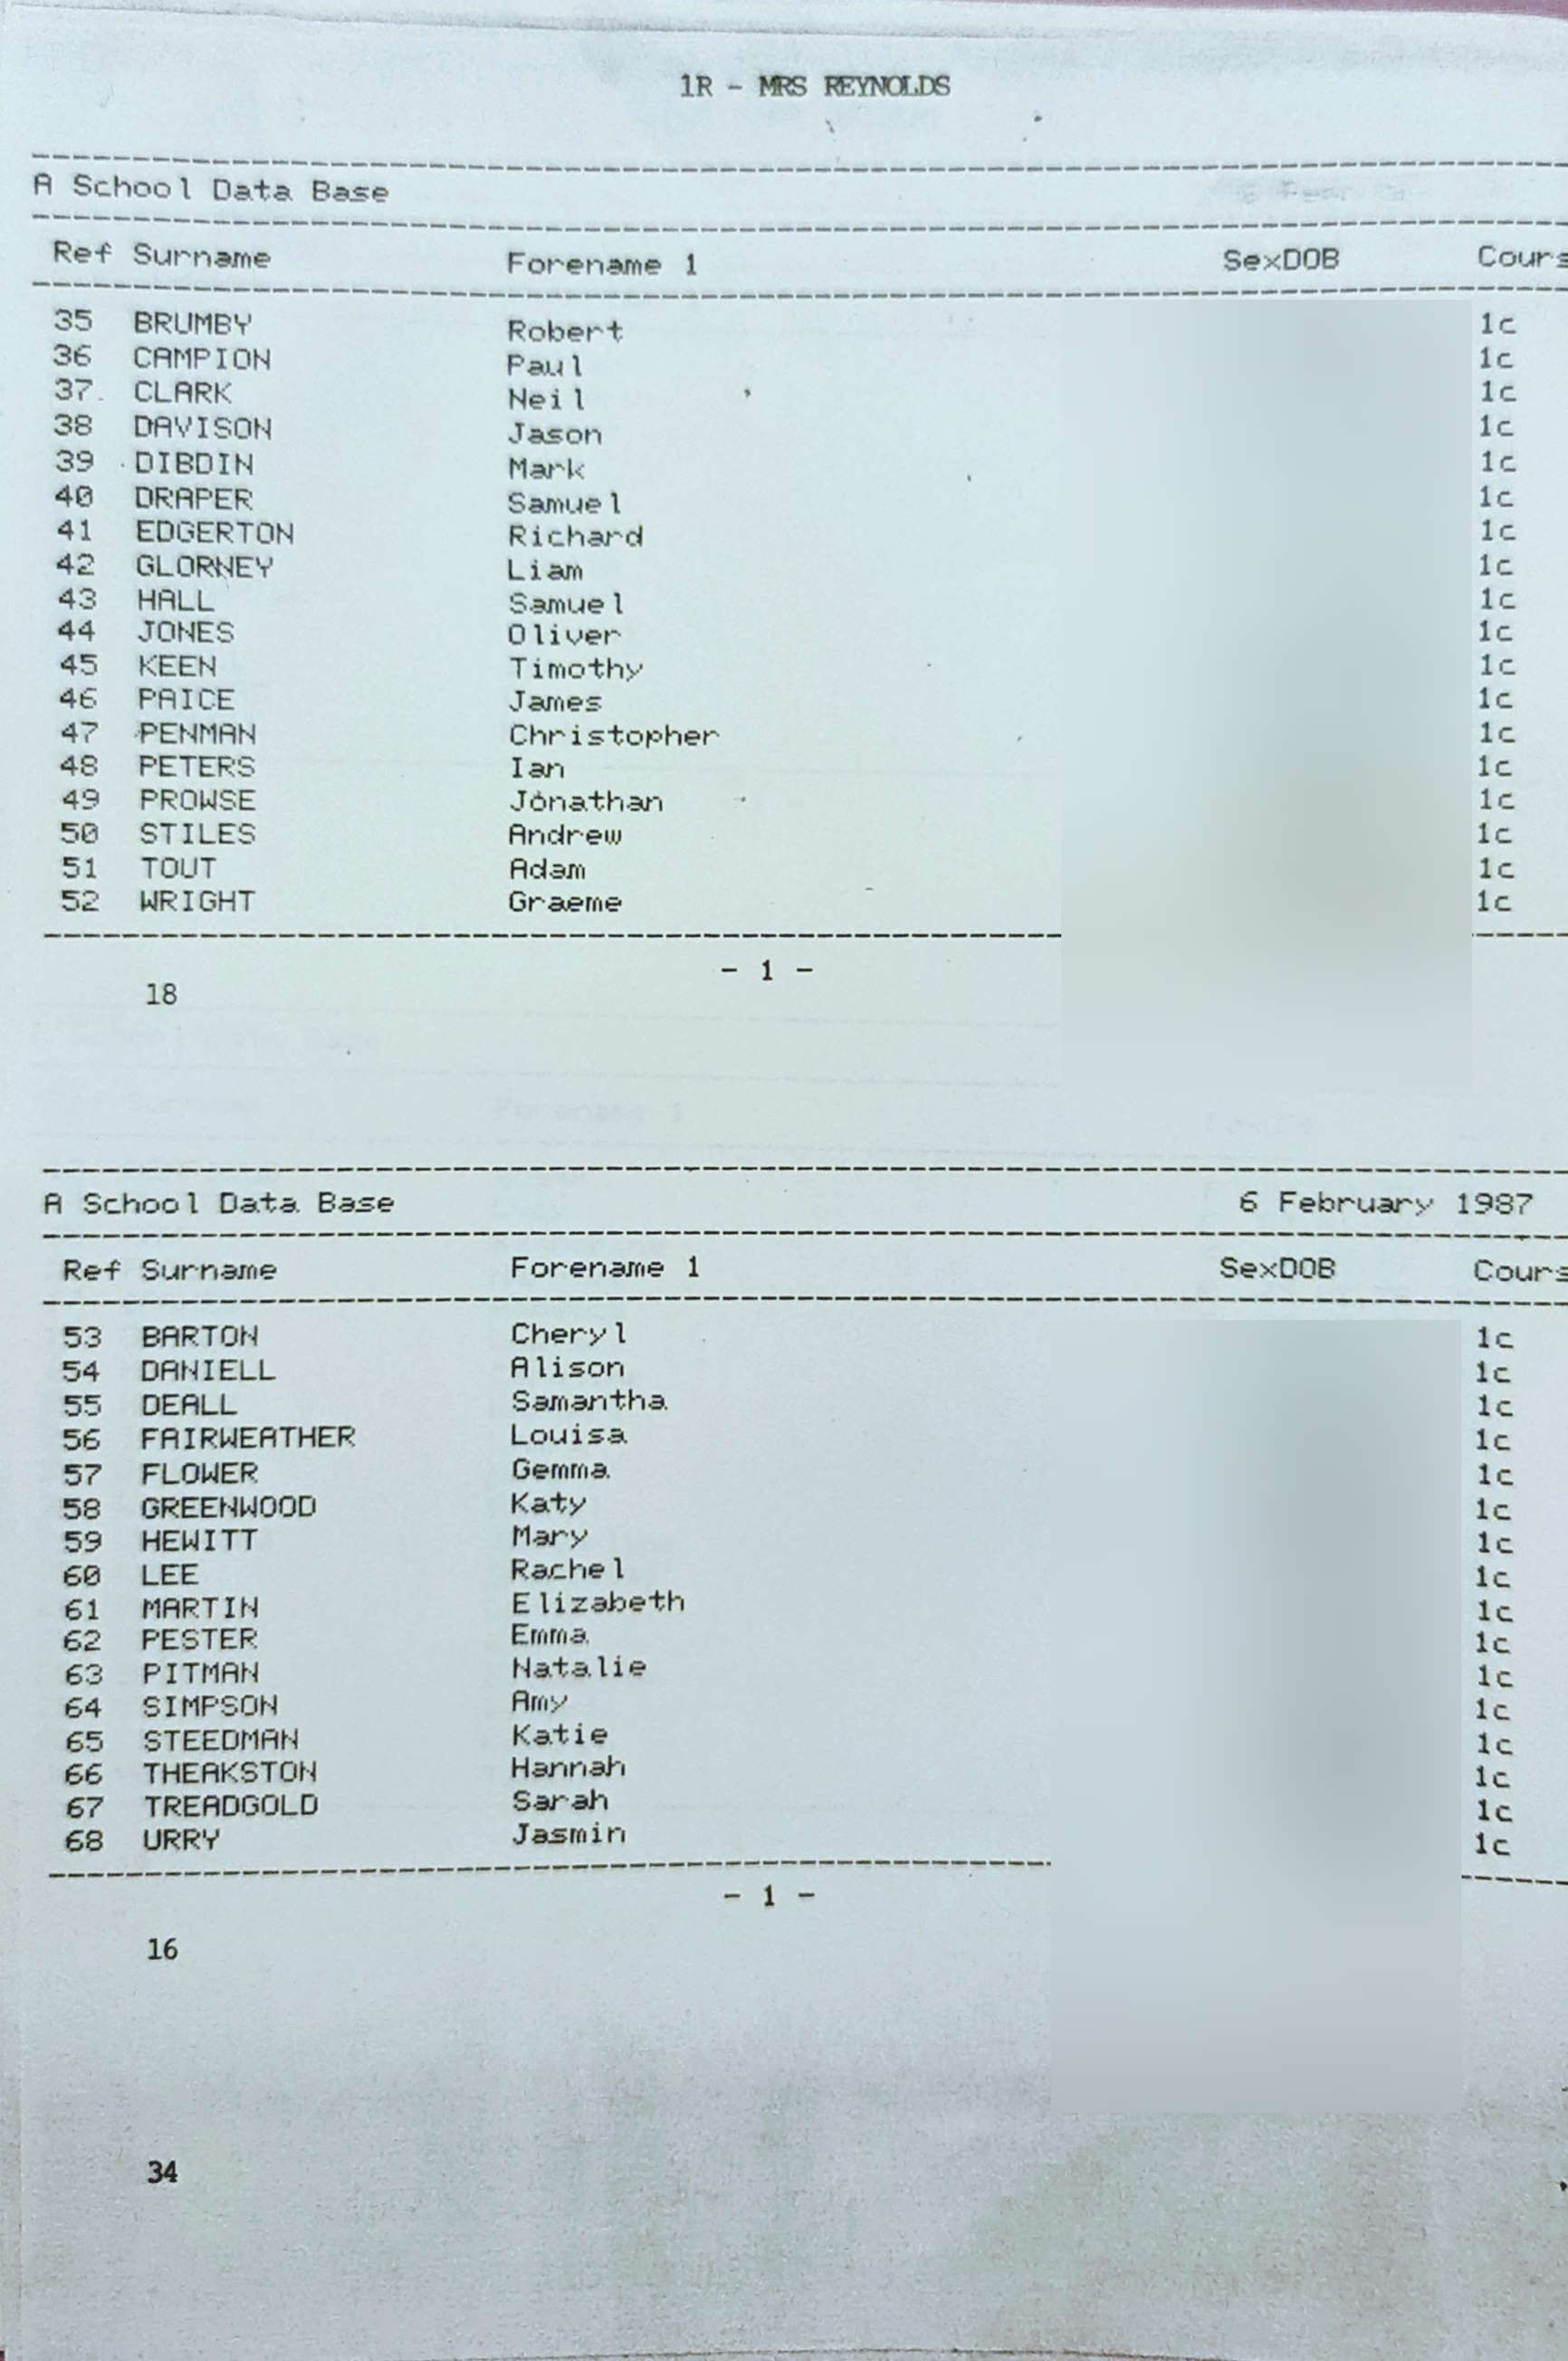 1R - MRS REYNOLDS
A School Data Base
Ref Surname Forename 1 SexDOB Cours
35 BRUMBY Robert 1c
36 CAMPION Paul 1c
37 CLARK Neil 1c
38 DAVISON Jason 1c
39 DIBDIN Mark 1c
40 DRAPER Samuel 1c
41 EDGERTON Richard 1c
42 GLORNEY Liam 1c
43 HALL Samuel 1c
44 JONES Oliver 1c
45 KEEN Timothy 1c
46 PAICE James 1c
47 PENMAN Christopher 1c
48 PETERS Ian 1c
49 PROWSE Jonathan 1c
50 STILES Andrew 1c
51 TOUT Adam 1c
52 WRIGHT Graeme 1c
- 1 -
18
A School Data Base 6 February 1987
Ref Surname Forename 1 SexDOB Cours
53 BARTON Cheryl 1c
54 DANIELL Alison 1c
55 DEALL Samantha 1c
56 FAIRWEATHER Louisa 1c
57 FLOWER Gemma 1c
58 GREENWOOD Katy 1c
59 HEWITT Mary 1c
60 LEE Rachel 1c
61 MARTIN Elizabeth 1c
62 PESTER Emma 1c
63 PITMAN Natalie 1c
64 SIMPSON Amy 1c
65 STEEDMAN Katie 1c
66 THEAKSTON Hannah 1c
67 TREADGOLD Sarah 1c
68 URRY Jasmin 1c
- 1 -
16
34